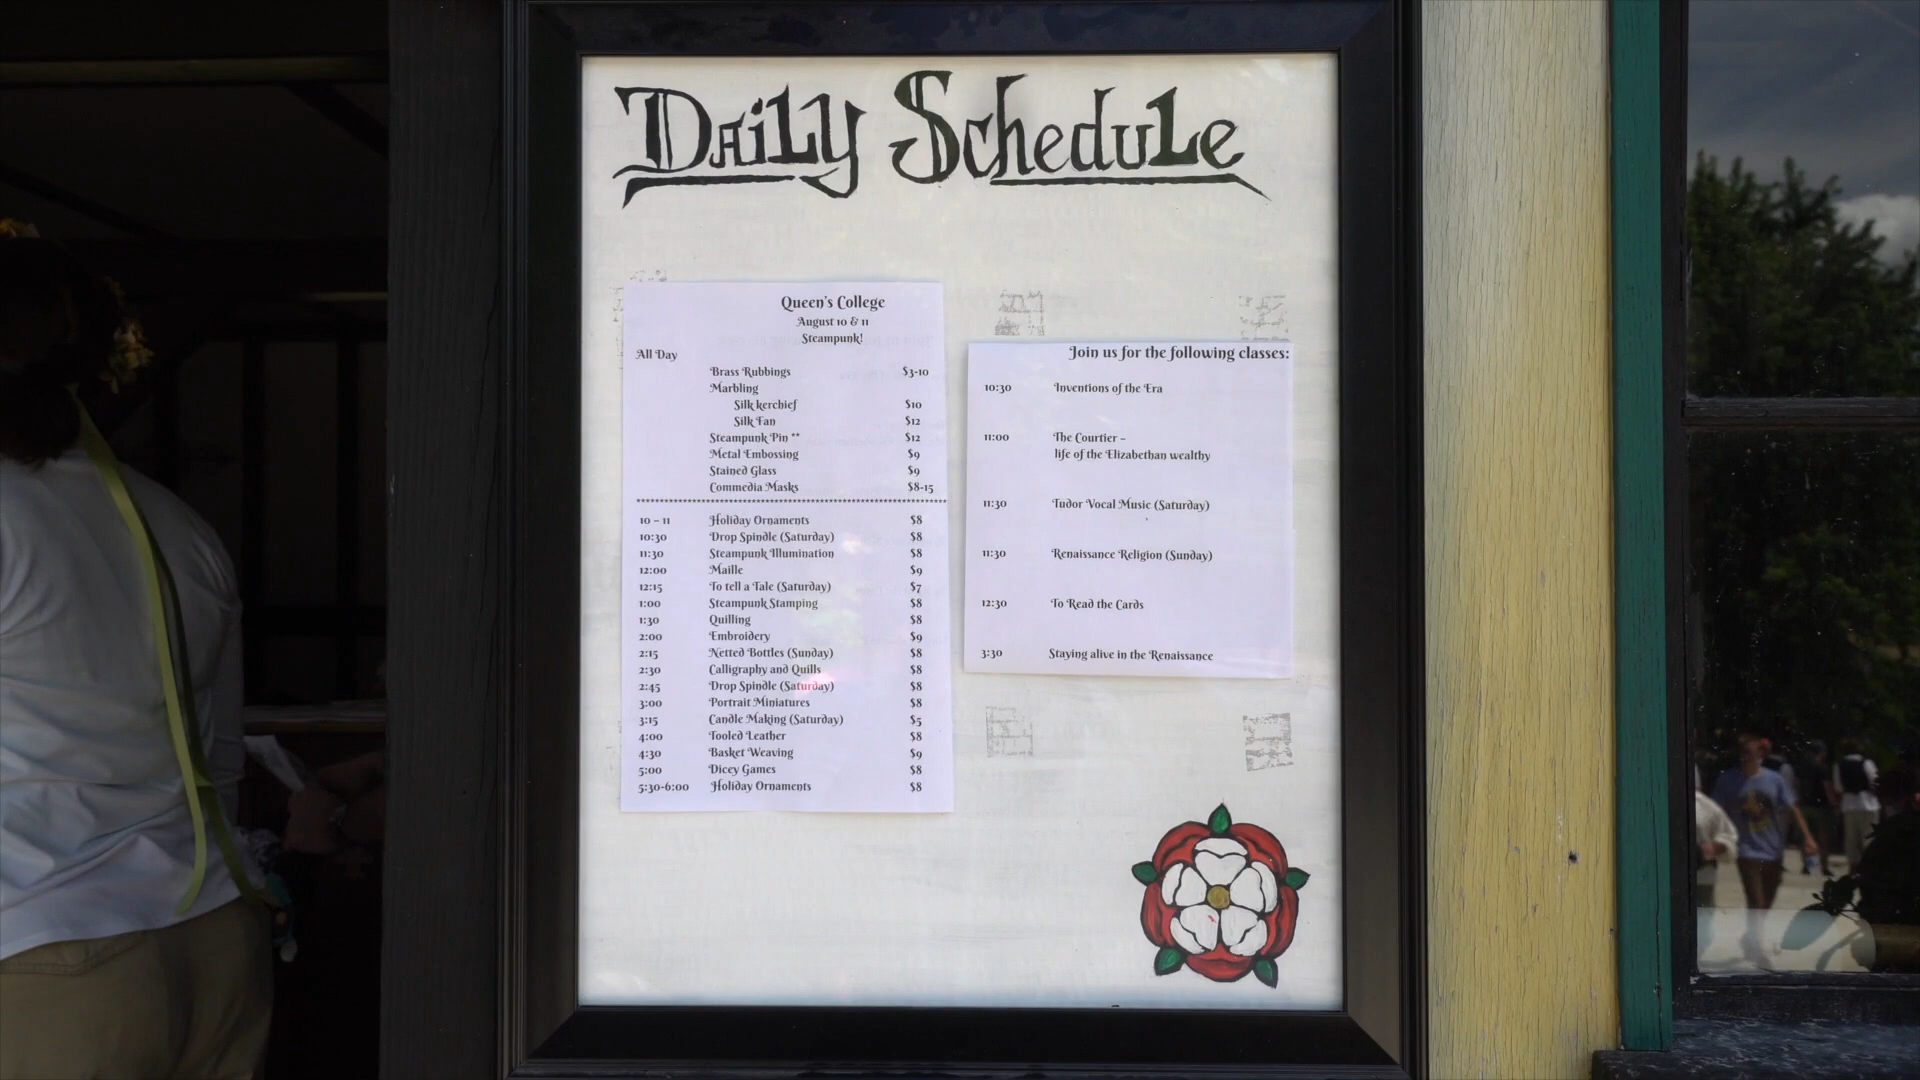 Daily Schedule
Queen's College
August 10 & 11
Steampunk!
All Day
Brass Rubbings $3-10
Marbling
Silk kerchief $10
Silk Fan $12
Steampunk Pin ** $12
Metal Embossing $9
Stained Glass $9
Commedia Masks $8-15
10 – 11 Holiday Ornaments $8
10:30 Drop Spindle (Saturday) $8
11:30 Steampunk Illumination $8
12:00 Maille $9
12:15 To tell a Tale (Saturday) $7
1:00 Steampunk Stamping $8
1:30 Quilling $8
2:00 Embroidery $9
2:15 Netted Bottles (Sunday) $8
2:30 Calligraphy and Quills $8
2:45 Drop Spindle (Saturday) $8
3:00 Portrait Miniatures $8
3:15 Candle Making (Saturday) $5
4:00 Tooled Leather $8
4:30 Basket Weaving $9
5:00 Dicey Games $8
5:30-6:00 Holiday Ornaments $8
Join us for the following classes:
10:30 Inventions of the Era
11:00 The Courtier –
life of the Elizabethan wealthy
11:30 Tudor Vocal Music (Saturday)
11:30 Renaissance Religion (Sunday)
12:30 To Read the Cards
3:30 Staying alive in the Renaissance